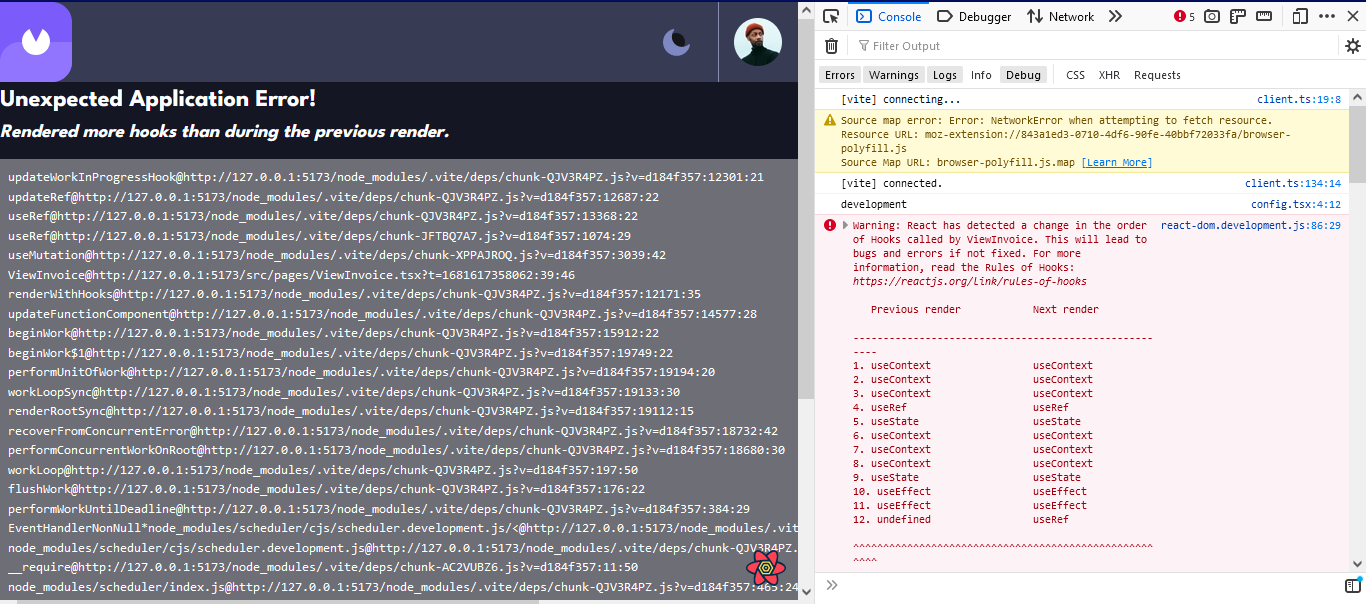 Unexpected Application Error!
Rendered more hooks than during the previous render.
updateWorkInProgressHook@http://127.0.0.1:5173/node_modules/.vite/deps/chunk-QJV3R4PZ.js?v=d184f357:12301:21
updateRef@http://127.0.0.1:5173/node_modules/.vite/deps/chunk-QJV3R4PZ.js?v=d184f357:12687:22
useRef@http://127.0.0.1:5173/node_modules/.vite/deps/chunk-QJV3R4PZ.js?v=d184f357:13368:22
useRef@http://127.0.0.1:5173/node_modules/.vite/deps/chunk-JFTBQ7A7.js?v=d184f357:1074:29
useMutation@http://127.0.0.1:5173/node_modules/.vite/deps/chunk-XPPAJROQ.js?v=d184f357:3039:42
ViewInvoice@http://127.0.0.1:5173/src/pages/ViewInvoice.tsx?t=1681617358062:39:46
renderWithHooks@http://127.0.0.1:5173/node_modules/.vite/deps/chunk-QJV3R4PZ.js?v=d184f357:12171:35
updateFunctionComponent@http://127.0.0.1:5173/node_modules/.vite/deps/chunk-QJV3R4PZ.js?v=d184f357:14577:28
beginWork@http://127.0.0.1:5173/node_modules/.vite/deps/chunk-QJV3R4PZ.js?v=d184f357:15912:22
beginWork$1@http://127.0.0.1:5173/node_modules/.vite/deps/chunk-QJV3R4PZ.js?v=d184f357:19749:22
performUnitOfWork@http://127.0.0.1:5173/node_modules/.vite/deps/chunk-QJV3R4PZ.js?v=d184f357:19194:20
workLoopSync@http://127.0.0.1:5173/node_modules/.vite/deps/chunk-QJV3R4PZ.js?v=d184f357:19133:30
renderRootSync@http://127.0.0.1:5173/node_modules/.vite/deps/chunk-QJV3R4PZ.js?v=d184f357:19112:15
recoverFromConcurrentError@http://127.0.0.1:5173/node_modules/.vite/deps/chunk-QJV3R4PZ.js?v=d184f357:18732:42
performConcurrentWorkOnRoot@http://127.0.0.1:5173/node_modules/.vite/deps/chunk-QJV3R4PZ.js?v=d184f357:18680:30
workLoop@http://127.0.0.1:5173/node_modules/.vite/deps/chunk-QJV3R4PZ.js?v=d184f357:197:50
flushWork@http://127.0.0.1:5173/node_modules/.vite/deps/chunk-QJV3R4PZ.js?v=d184f357:176:22
performWorkUntilDeadline@http://127.0.0.1:5173/node_modules/.vite/deps/chunk-QJV3R4PZ.js?v=d184f357:384:29
EventHandlerNonNull*node_modules/scheduler/cjs/scheduler.development.js/<@http://127.0.0.1:5173/node_modules/.vit
node_modules/scheduler/cjs/scheduler.development.js@http://127.0.0.1:5173/node_modules/.vite/deps/chunk-QJV3R4PZ.
__require@http://127.0.0.1:5173/node_modules/.vite/deps/chunk-AC2VUBZ6.js?v=d184f357:11:50
node_modules/scheduler/index.js@http://127.0.0.1:5173/node_modules/.vite/deps/chunk-QJV3R4PZ.js?v=d184f357:465:24
Console Debugger Network 5
Filter Output
Errors Warnings Logs Info Debug CSS XHR Requests
[vite] connecting... client.ts:19:8
Source map error: Error: NetworkError when attempting to fetch resource.
Resource URL: moz-extension://843a1ed3-0710-4df6-90fe-40bbf72033fa/browser-
polyfill.js
Source Map URL: browser-polyfill.js.map [Learn More]
[vite] connected. client.ts:134:14
development config.tsx:4:12
Warning: React has detected a change in the order react-dom.development.js:86:29
of Hooks called by ViewInvoice. This will lead to
bugs and errors if not fixed. For more
information, read the Rules of Hooks:
https://reactjs.org/link/rules-of-hooks
Previous render Next render
--------------------------------------------------
----
1. useContext useContext
2. useContext useContext
3. useContext useContext
4. useRef useRef
5. useState useState
6. useContext useContext
7. useContext useContext
8. useContext useContext
9. useState useState
10. useEffect useEffect
11. useEffect useEffect
12. undefined useRef
^^^^^^^^^^^^^^^^^^^^^^^^^^^^^^^^^^^^^^^^^^^^^^^^^^
^^^^